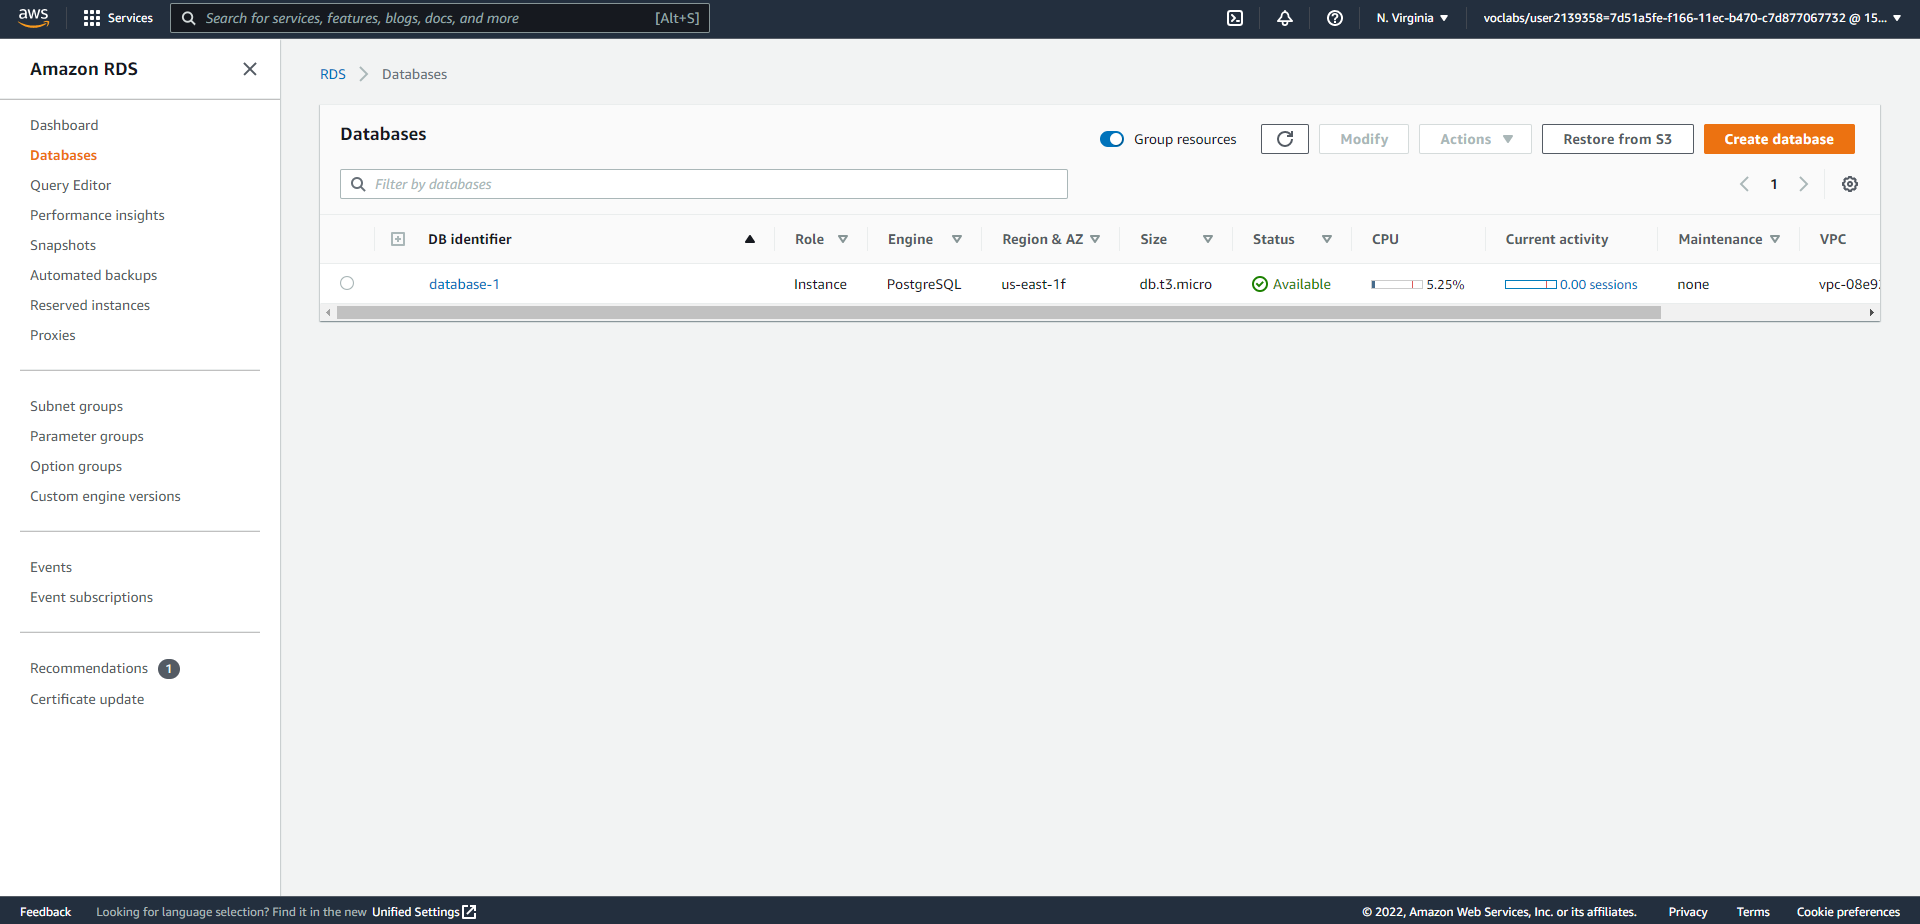 aws
Services
Search for services, features, blogs, docs, and more
[Alt+S]
N. Virginia
voclabs/user2139358=7d51a5fe-f166-11ec-b470-c7d877067732 @ 15...
Amazon RDS
Dashboard
Databases
Query Editor
Performance insights
Snapshots
Automated backups
Reserved instances
Proxies
Subnet groups
Parameter groups
Option groups
Custom engine versions
Events
Event subscriptions
Recommendations 1
Certificate update
RDS Databases
Databases
Group resources
Modify
Actions
Restore from S3
Create database
Filter by databases
1
DB identifier Role Engine Region & AZ Size Status CPU Current activity Maintenance VPC
database-1 Instance PostgreSQL us-east-1f db.t3.micro Available 5.25% 0.00 sessions none vpc-08e9
Feedback Looking for language selection? Find it in the new Unified Settings © 2022, Amazon Web Services, Inc. or its affiliates. Privacy Terms Cookie preferences